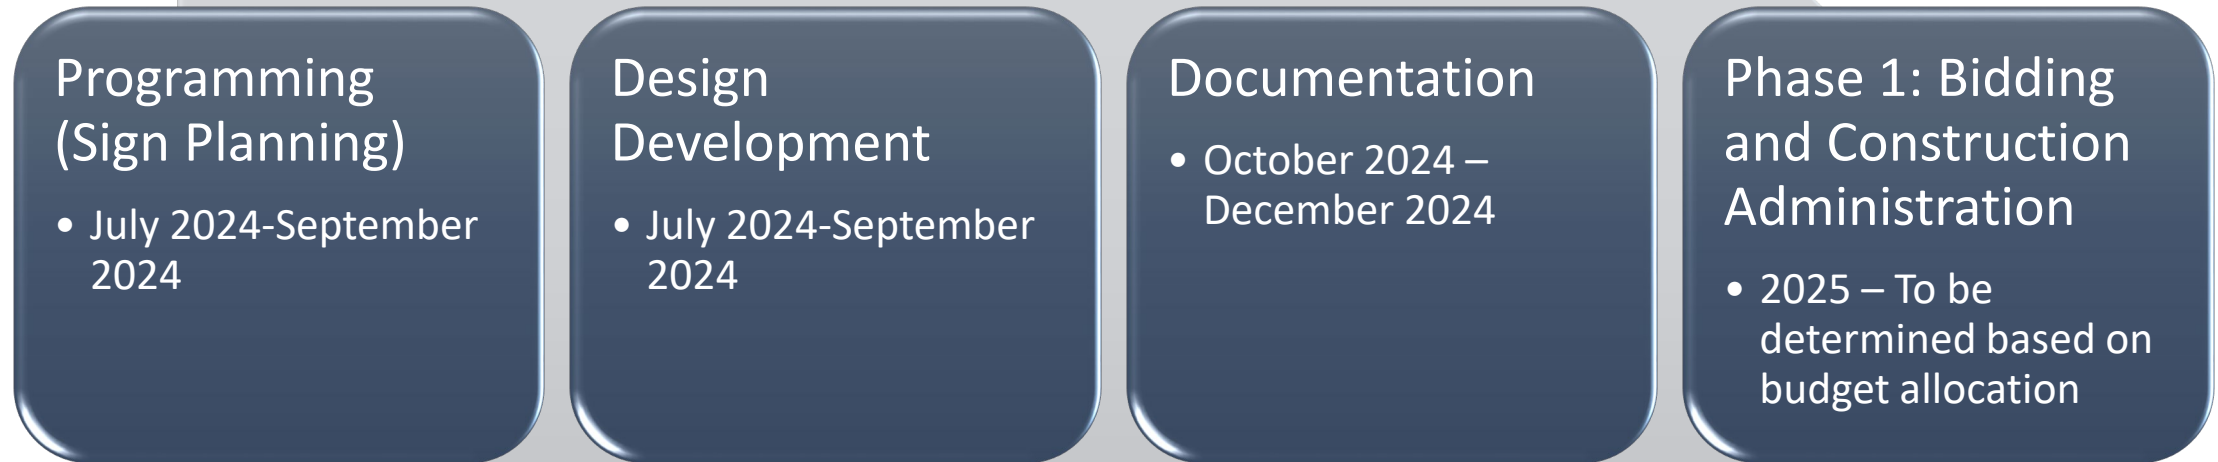 Programming
(Sign Planning)
• July 2024-September
2024
Design
Development
• July 2024-September
2024
Documentation
• October 2024 –
December 2024
Phase 1: Bidding
and Construction
Administration
• 2025 – To be
determined based on
budget allocation